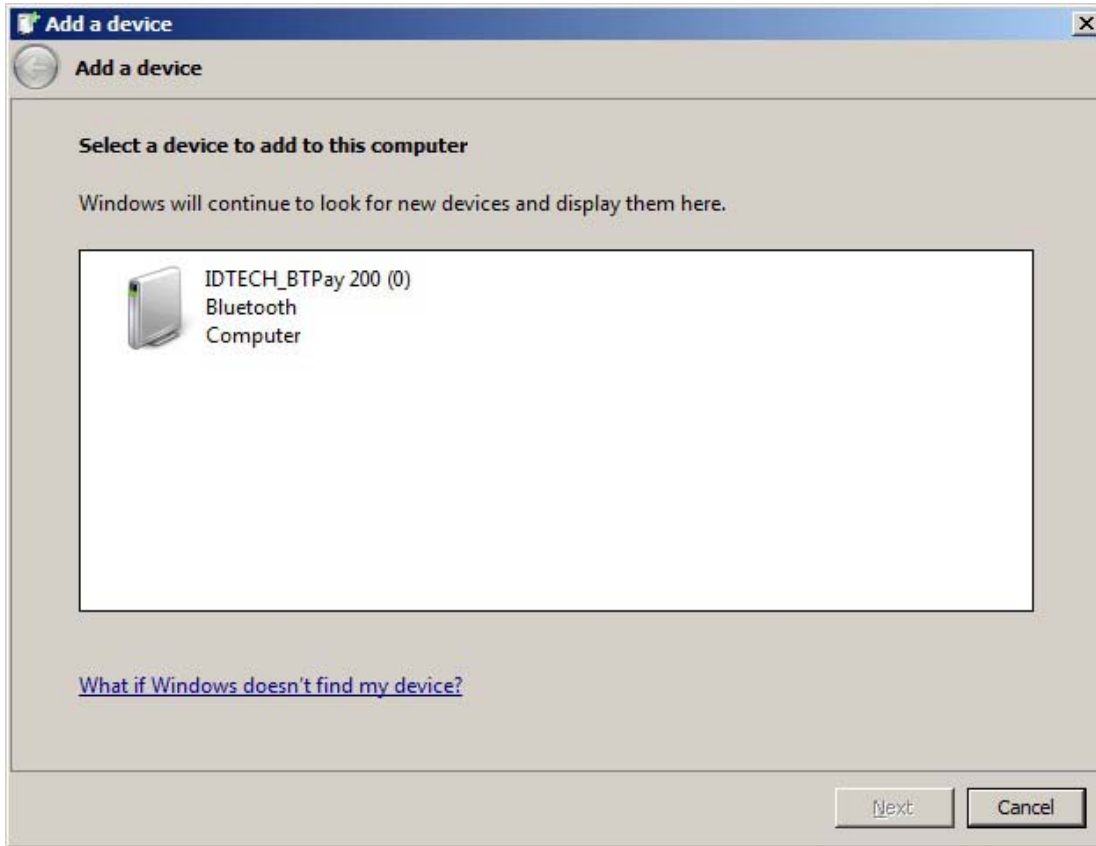 Add a device
Add a device
Select a device to add to this computer
Windows will continue to look for new devices and display them here.
IDTECH_BTPay 200 (0)
Bluetooth
Computer
What if Windows doesn't find my device?
Next
Cancel